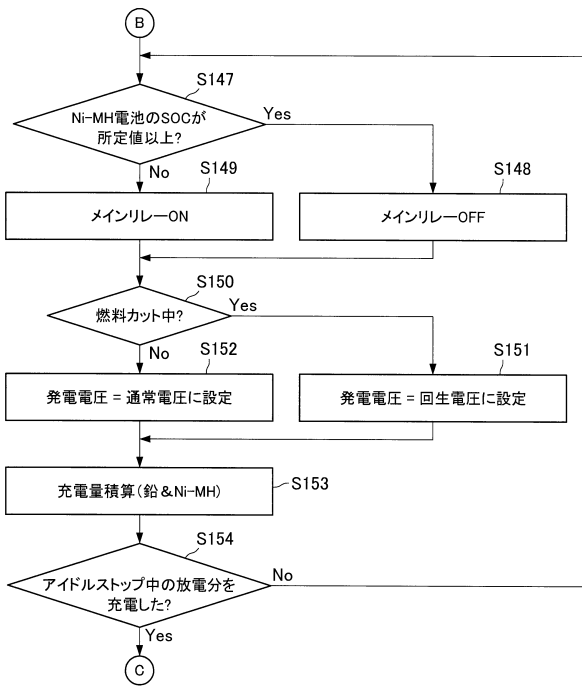 B
S147
Ni-MH電池のSOCが
所定値以上?
Yes
No
S149
メインリレーON
S148
メインリレーOFF
S150
燃料カット中?
Yes
No
S152
発電電圧 = 通常電圧に設定
S151
発電電圧 = 回生電圧に設定
充電量積算(鉛&Ni-MH)
S153
S154
アイドルストップ中の放電分を
充電した?
No
Yes
C